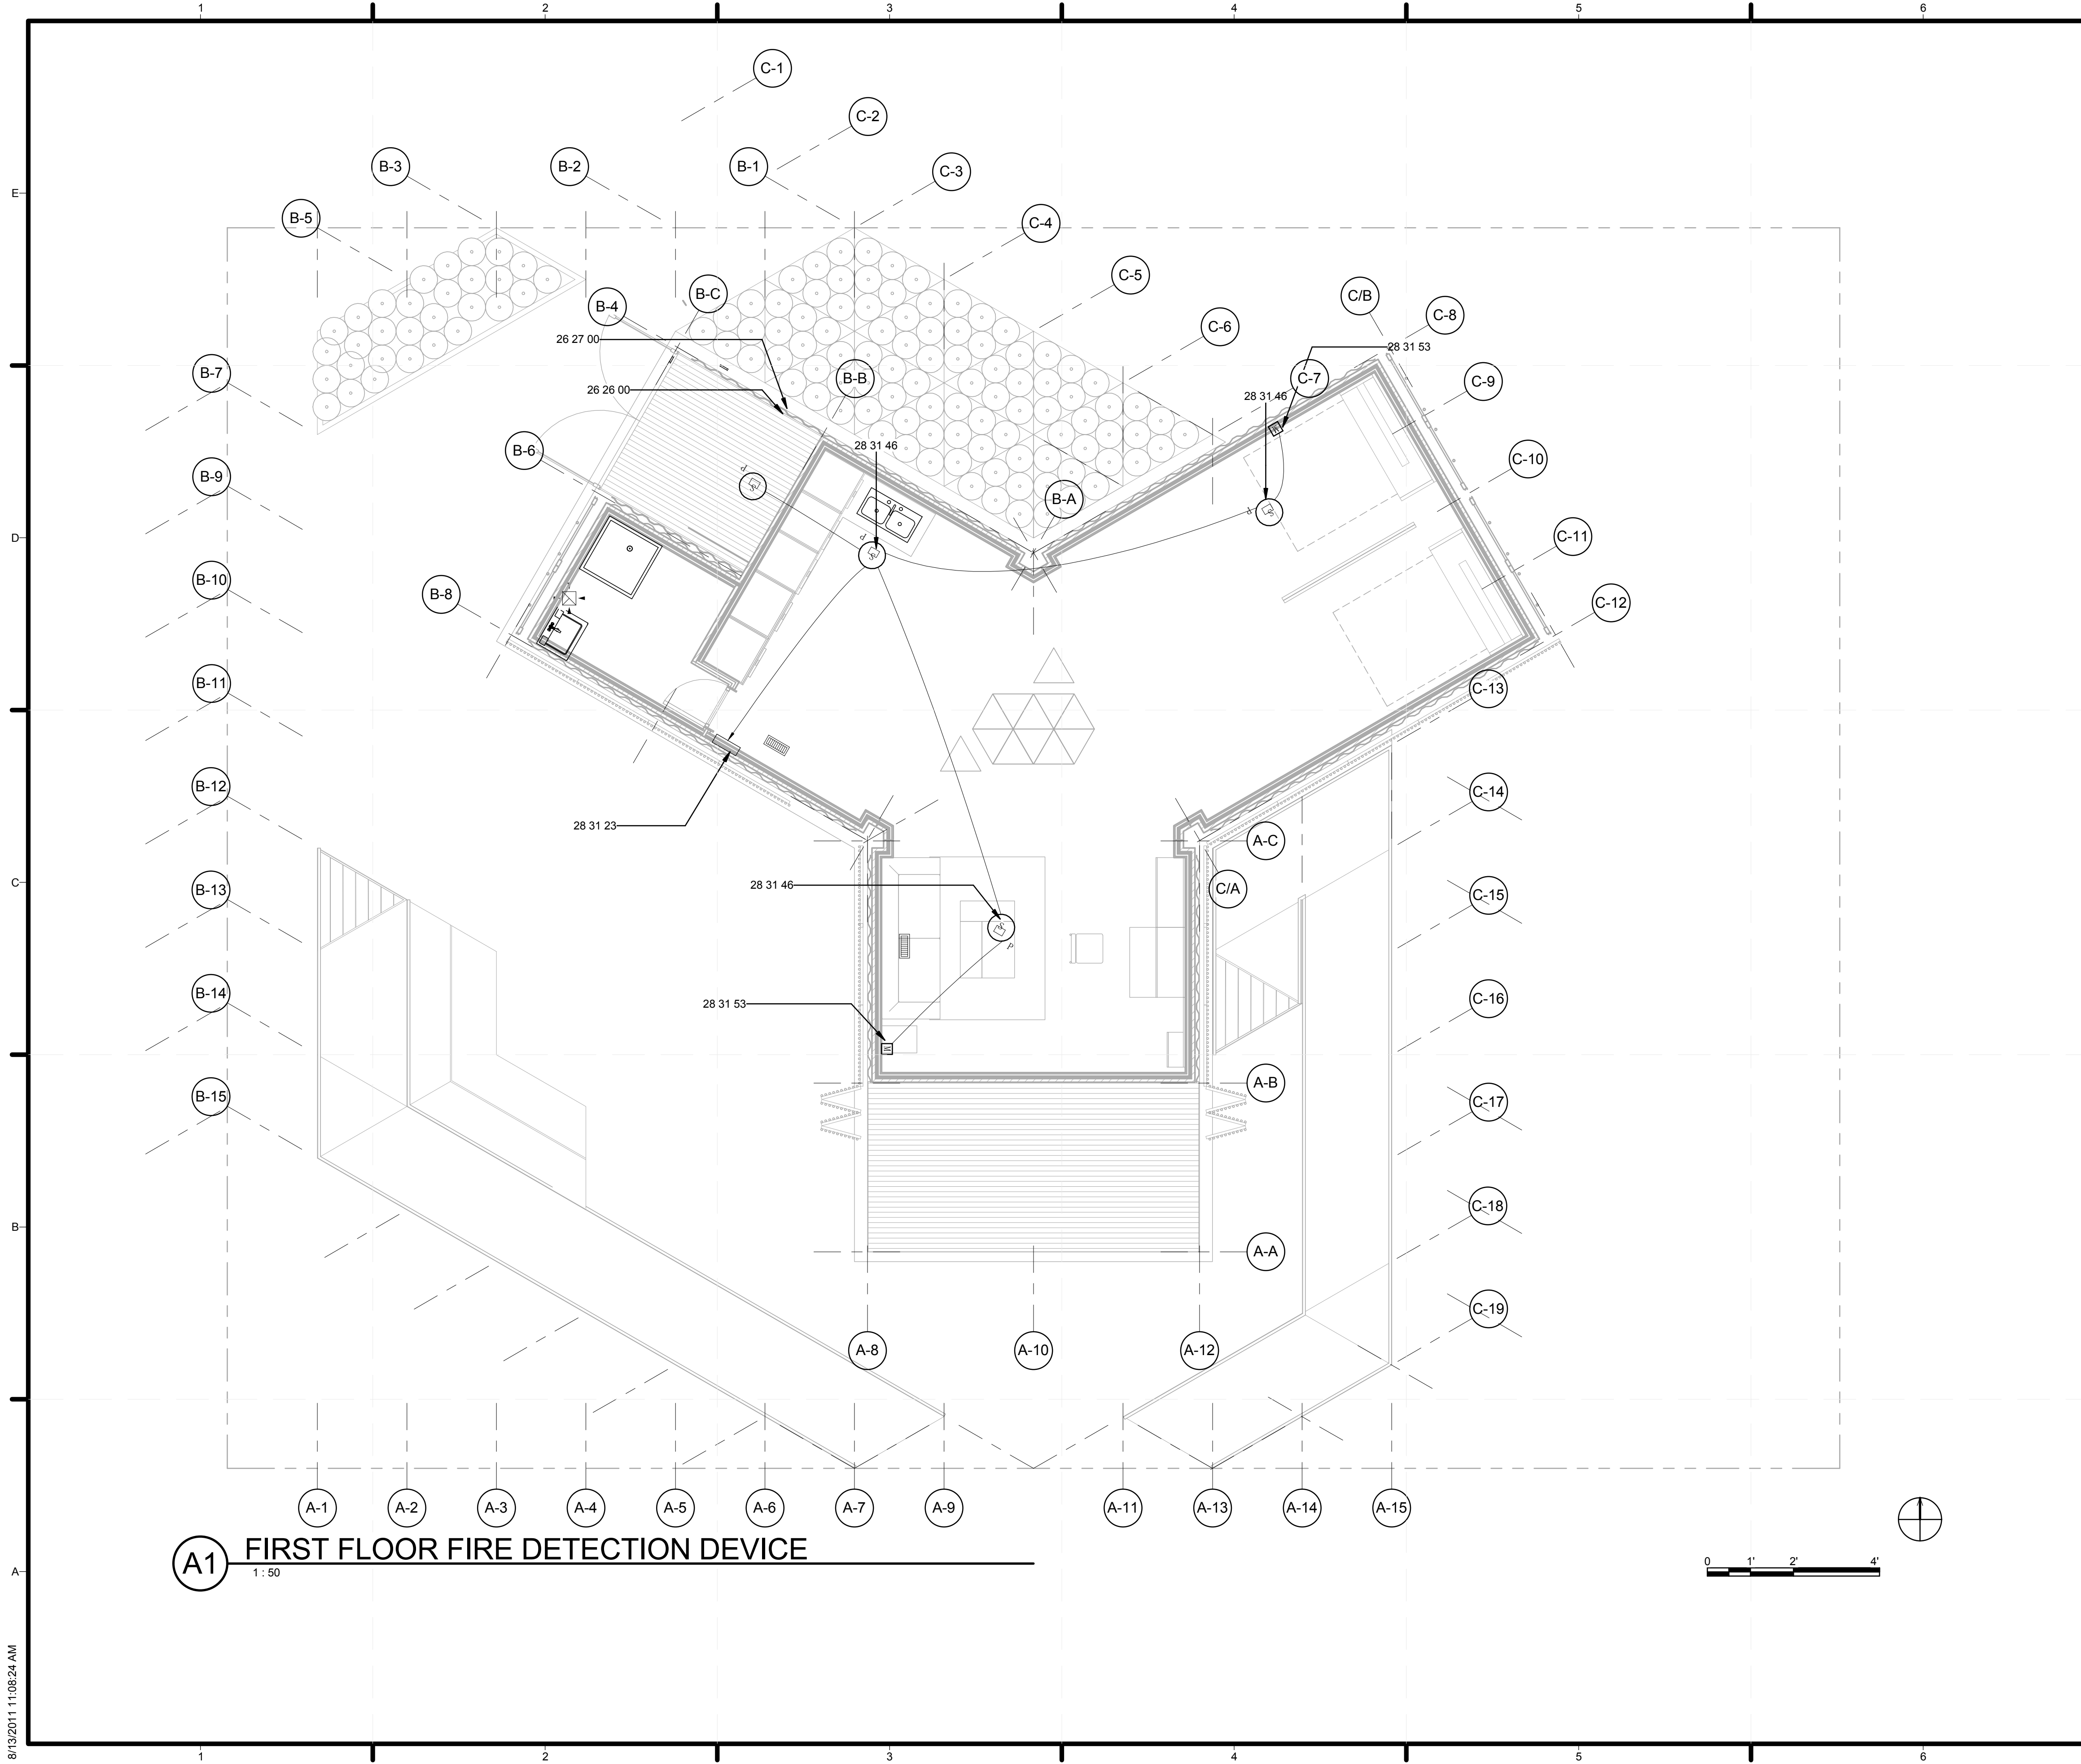 1 2 3 4 5 6
C-1
C-2
B-3 B-2 B-1 C-3
E
B-5 C-4
C-5
B-4 B-C C/B C-8
C-6
26 27 00 28 31 53
B-7 B-B C-7 C-9
26 26 00 28 31 46
B-6 28 31 46 C-10
B-9 P S B-A
P S P S
D C-11
B-10 B-8 C-12
B-11 C-13
B-12 C-14
28 31 23
A-C
C 28 31 46 C/A
B-13 C-15
S
P
B-14 28 31 53 C-16
B-15 A-B C-17
B A-A C-18
C-19
A-8 A-10 A-12
A-1 A-2 A-3 A-4 A-5 A-6 A-7 A-9 A-11 A-13 A-14 A-15
A1 FIRST FLOOR FIRE DETECTION DEVICE
1 : 50
A
0 1' 2' 4'
8/13/2011 11:08:24 AM
1 2 3 4 5 6